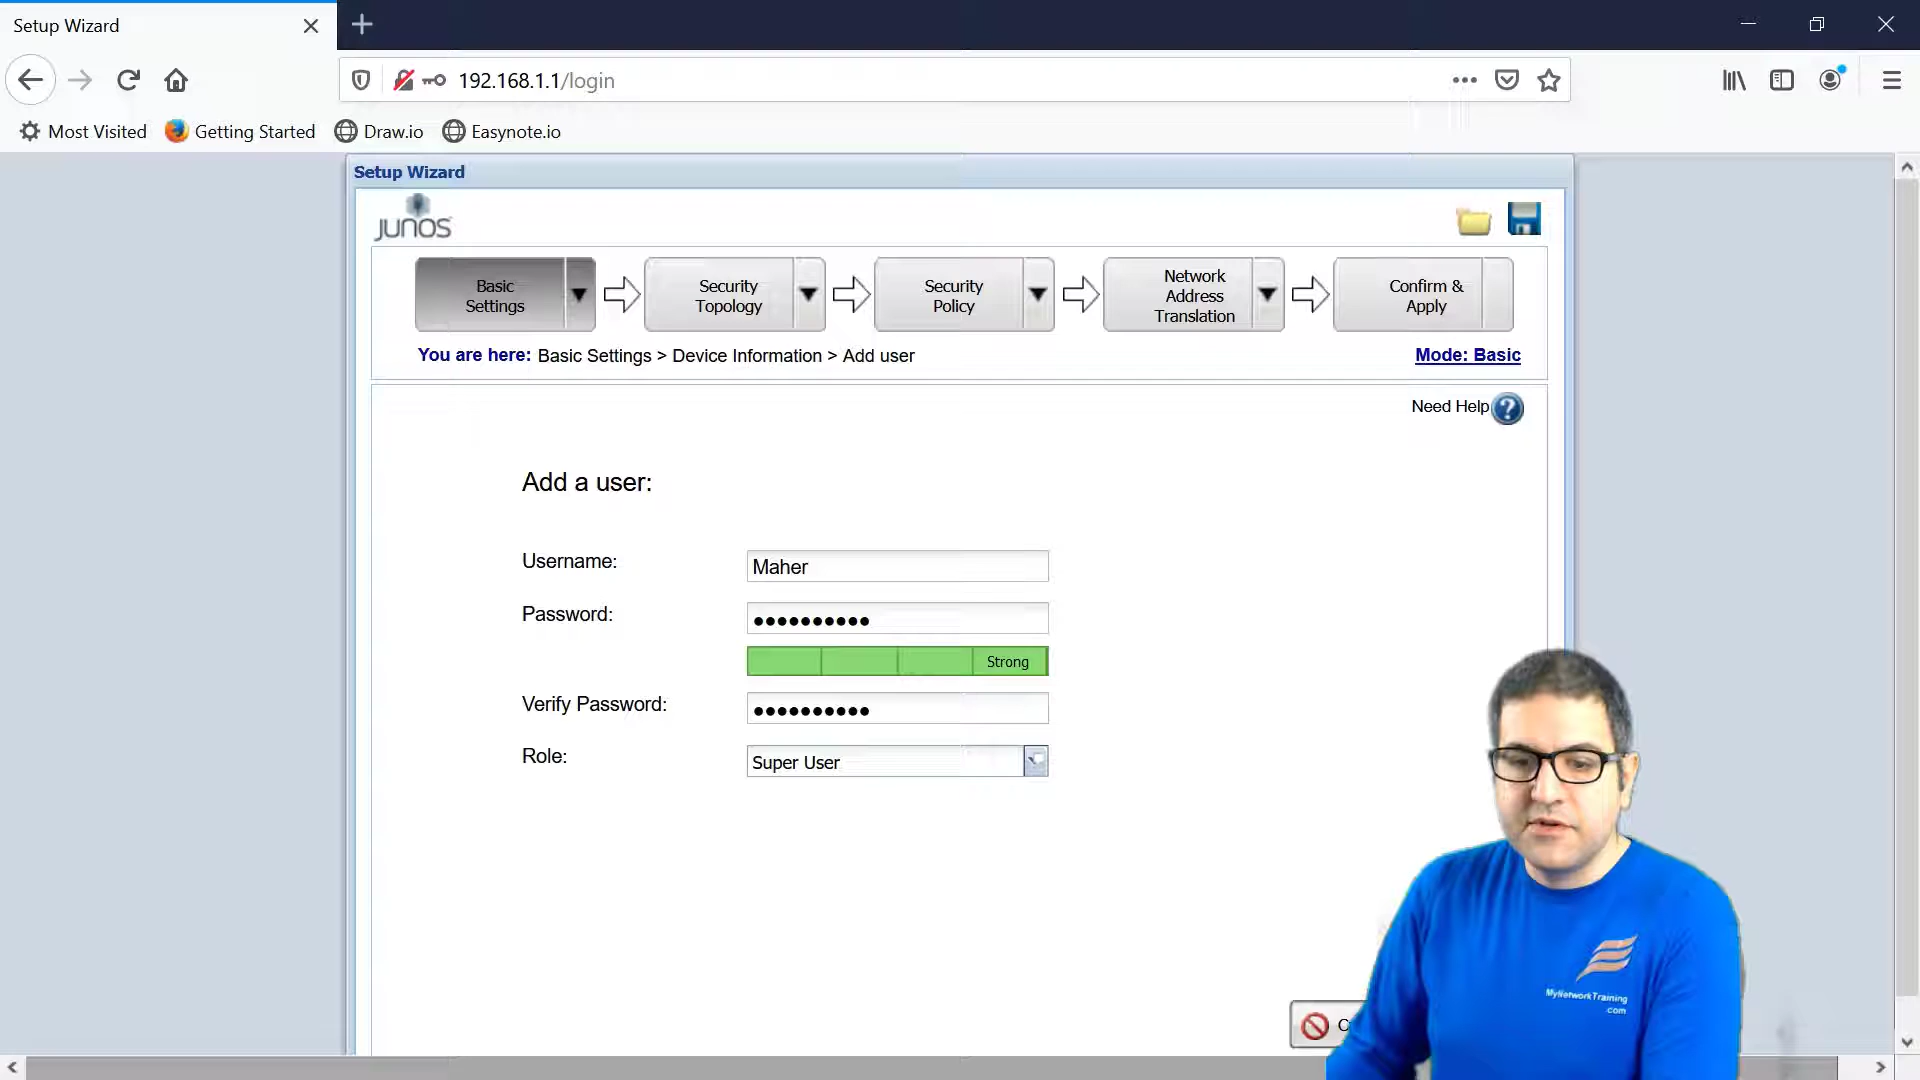 Setup Wizard
192.168.1.1/login
Most Visited
Getting Started
Draw.io
Easynote.io
Setup Wizard
JUNOS
Basic Settings
Security Topology
Security Policy
Network Address Translation
Confirm & Apply
You are here: Basic Settings > Device Information > Add user
Mode: Basic
Need Help
?
Add a user:
Username:
Maher
Password:
●●●●●●●●●●
Strong
Verify Password:
●●●●●●●●●●
Role:
Super User
MyNetworkTraining
.com